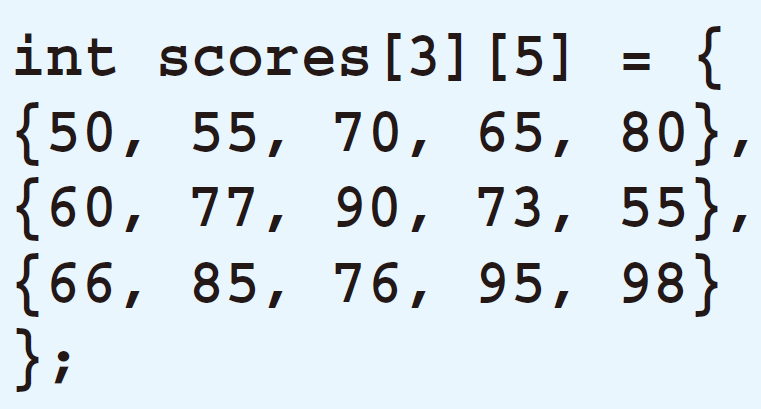 int scores[3][5] = {
{50, 55, 70, 65, 80},
{60, 77, 90, 73, 55},
{66, 85, 76, 95, 98}
};